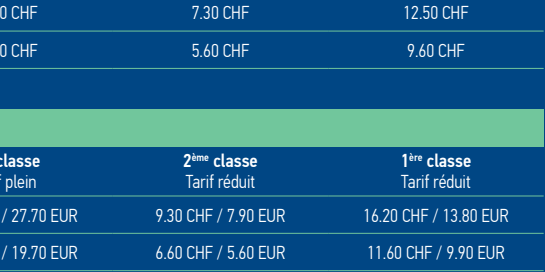 CHF 7.30 CHF 12.50 CHF
CHF 5.60 CHF 9.60 CHF
classe 2ème classe 1ère classe
plein Tarif réduit Tarif réduit
/ 27.70 EUR 9.30 CHF / 7.90 EUR 16.20 CHF / 13.80 EUR
/ 19.70 EUR 6.60 CHF / 5.60 EUR 11.60 CHF / 9.90 EUR